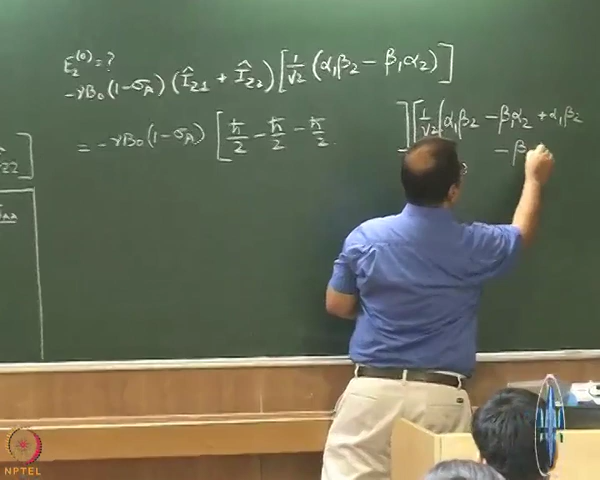 E₂⁽⁰⁾ = ?
-γB₀(1-σ_A)(Î_Z1 + Î_Z2)[1/√2 (α₁β₂ - β₁α₂)]
= -γB₀(1-σ_A) [ħ/2 - ħ/2 - ħ/2 ][1/√2(α₁β₂ - β₁α₂ + α₁β₂
- β
Z2]
NPTEL